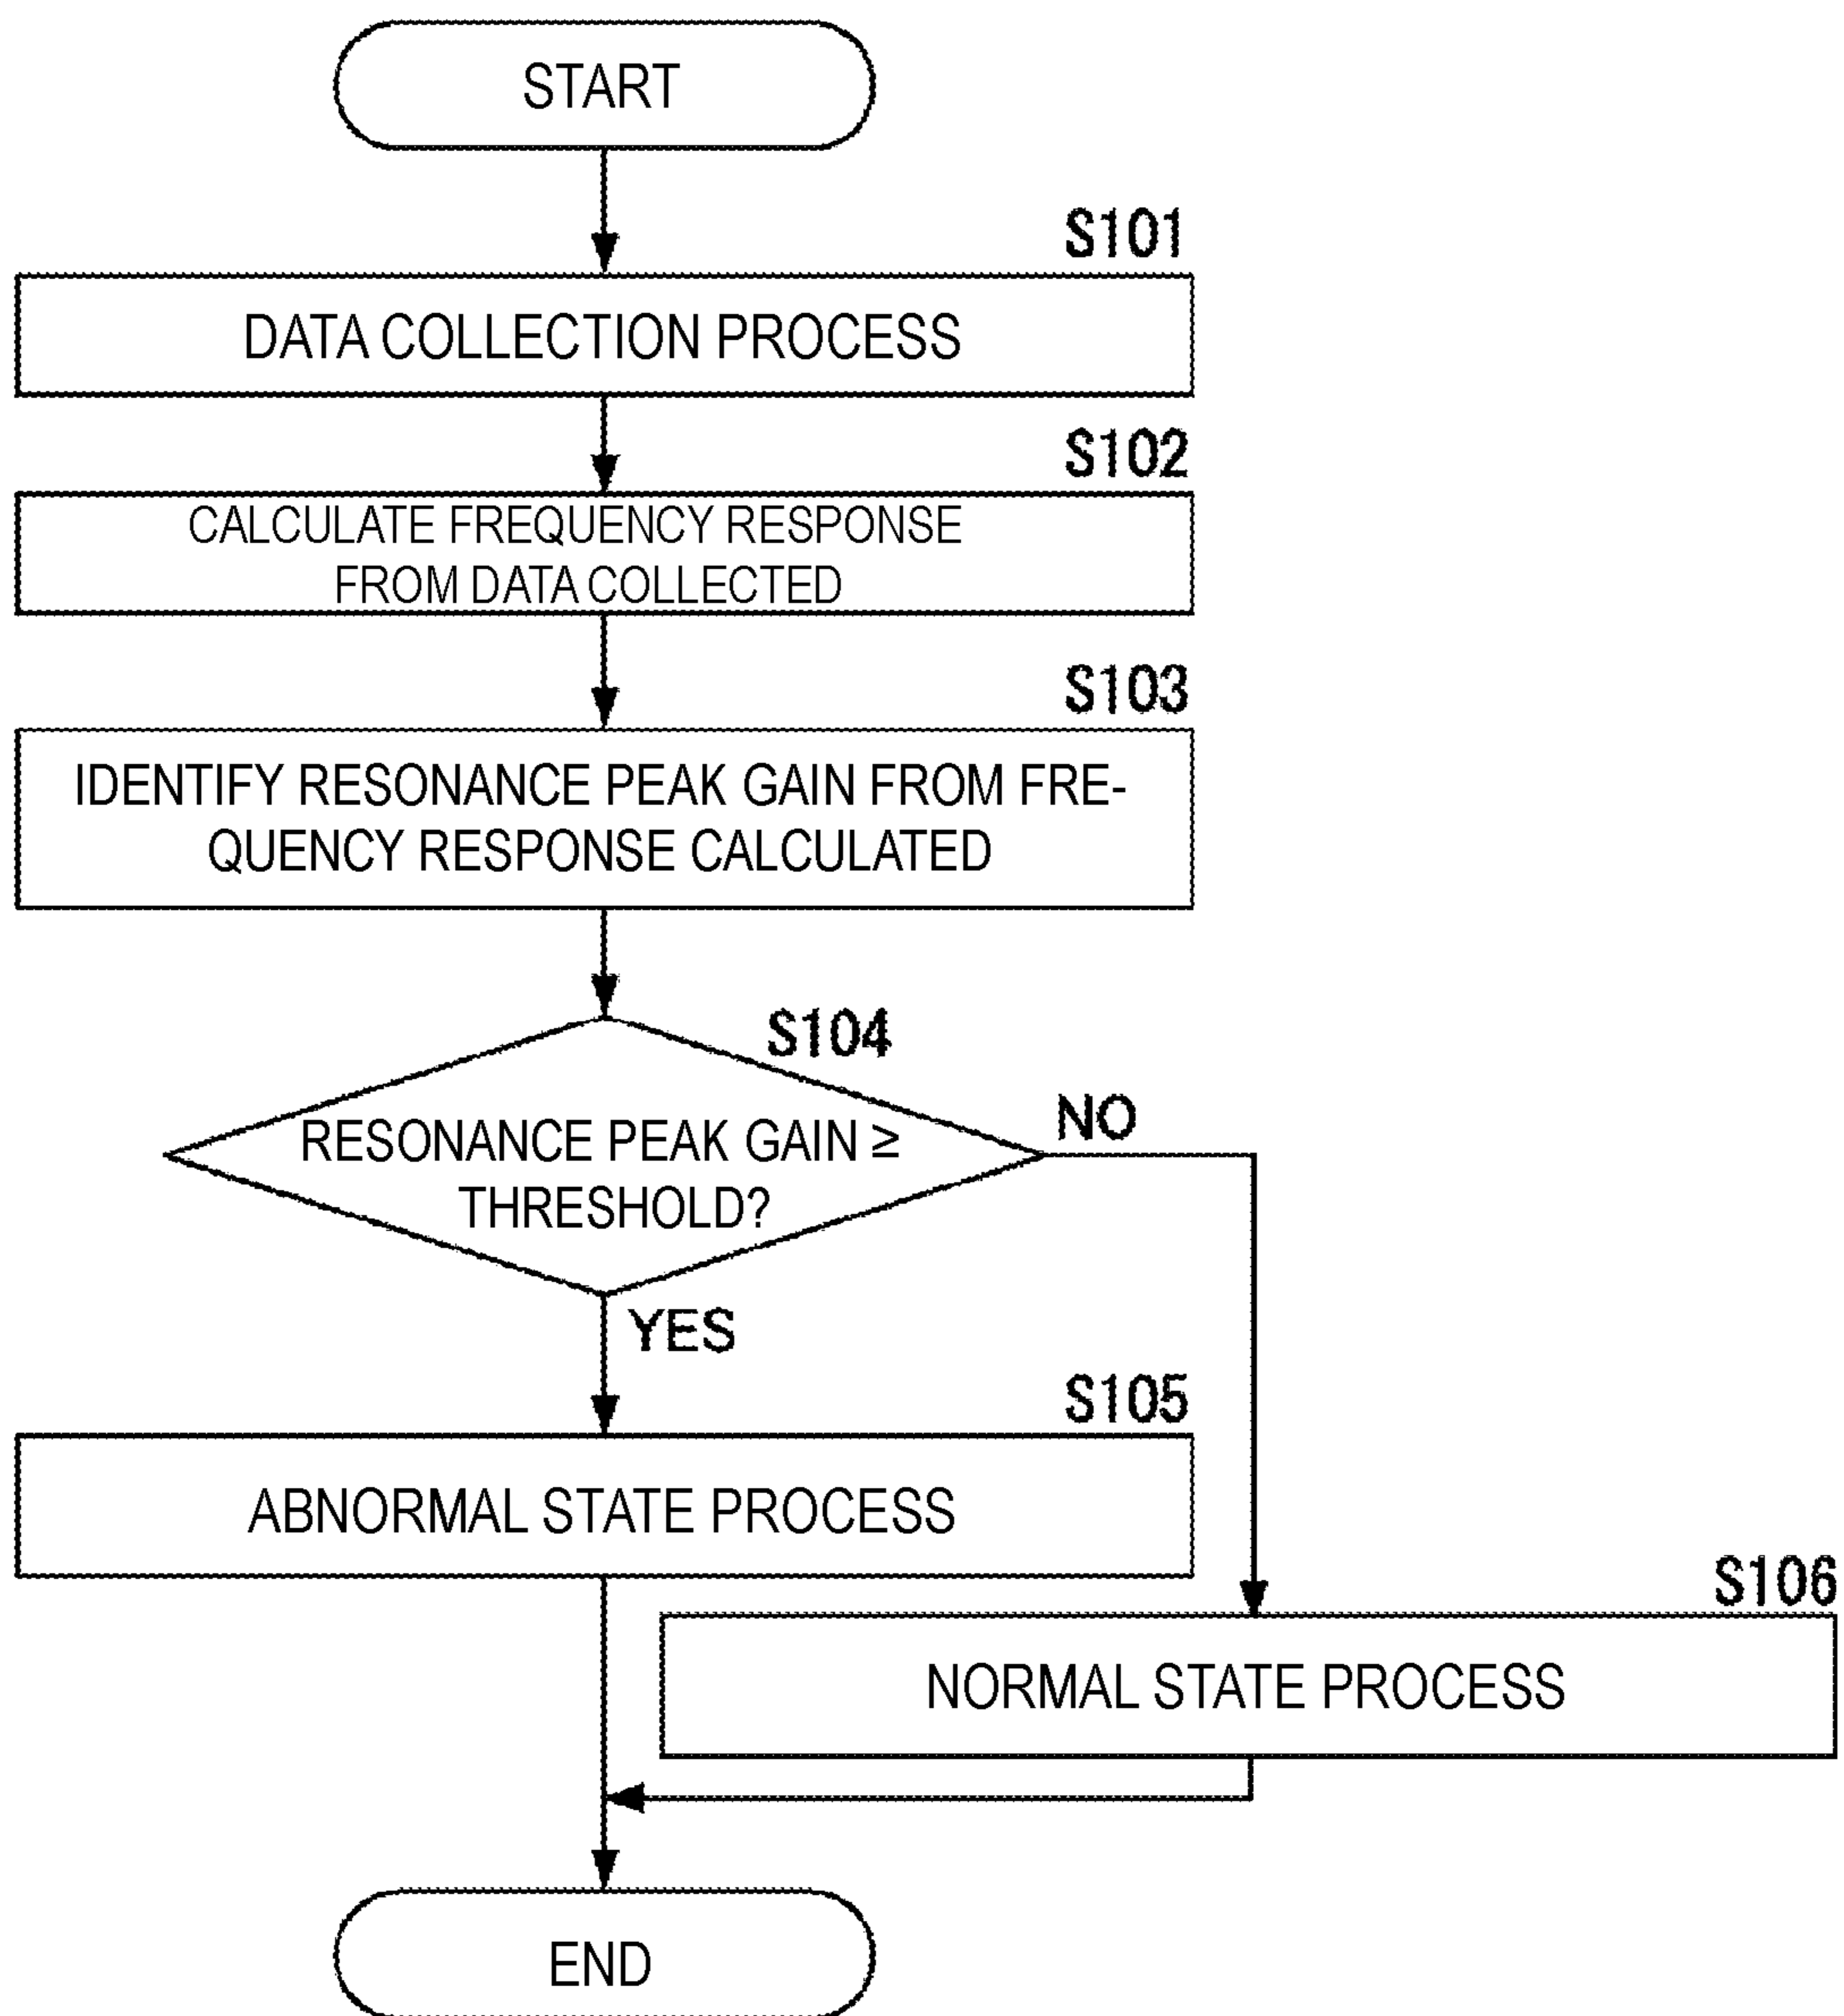 START
S101
DATA COLLECTION PROCESS
S102
CALCULATE FREQUENCY RESPONSE
FROM DATA COLLECTED
S103
IDENTIFY RESONANCE PEAK GAIN FROM FRE-
QUENCY RESPONSE CALCULATED
S104
RESONANCE PEAK GAIN ≥
THRESHOLD?
NO
YES
S105
ABNORMAL STATE PROCESS
S106
NORMAL STATE PROCESS
END